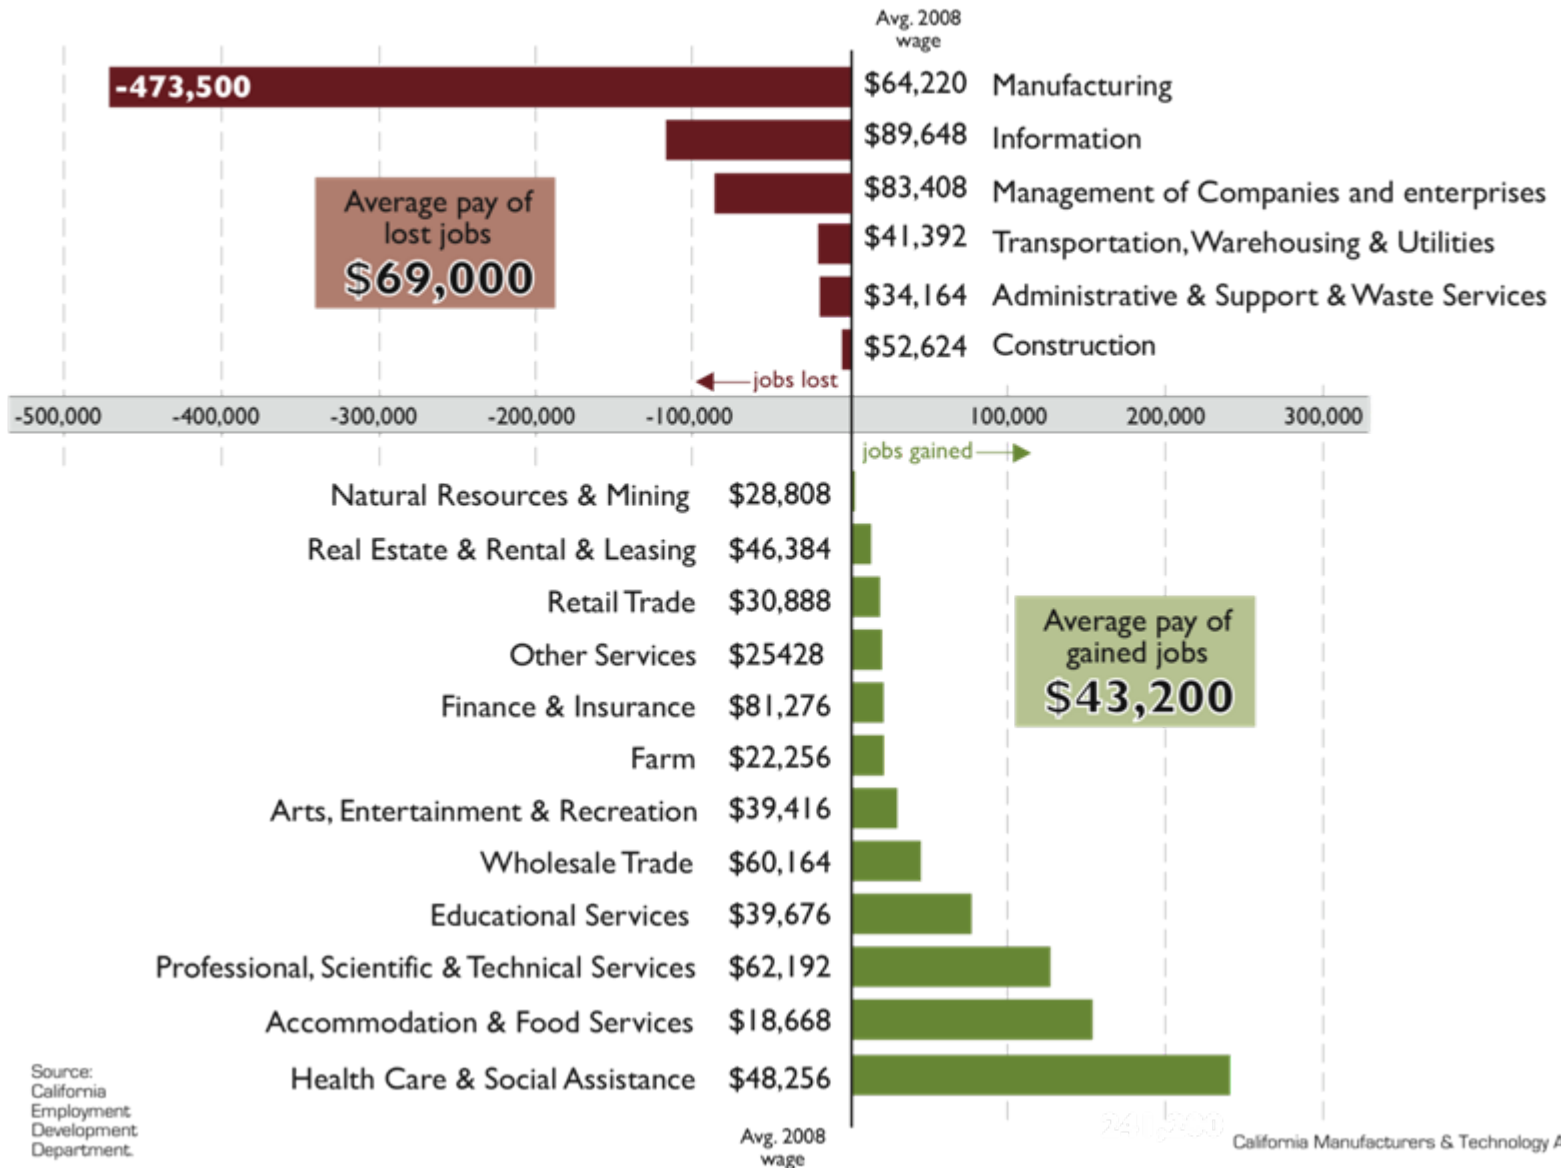 Avg. 2008
wage
-473,500 $64,220 Manufacturing
$89,648 Information
$83,408 Management of Companies and enterprises
$41,392 Transportation, Warehousing & Utilities
$34,164 Administrative & Support & Waste Services
$52,624 Construction
Average pay of
lost jobs
$69,000
jobs lost
-500,000 -400,000 -300,000 -200,000 -100,000 100,000 200,000 300,000
jobs gained
Natural Resources & Mining $28,808
Real Estate & Rental & Leasing $46,384
Retail Trade $30,888
Other Services $25428
Finance & Insurance $81,276
Farm $22,256
Arts, Entertainment & Recreation $39,416
Wholesale Trade $60,164
Educational Services $39,676
Professional, Scientific & Technical Services $62,192
Accommodation & Food Services $18,668
Health Care & Social Assistance $48,256
Average pay of
gained jobs
$43,200
Source:
California
Employment
Development
Department.
Avg. 2008
wage
California Manufacturers & Technology A